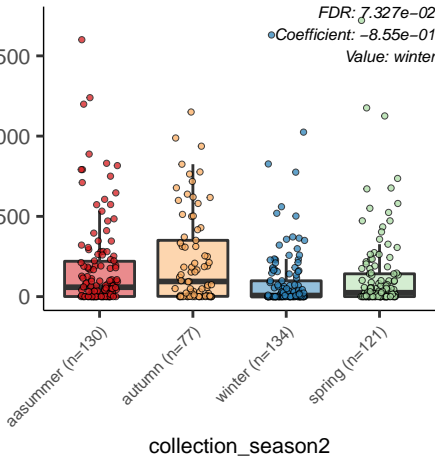 FDR: 7.327e−02
Coefficient: −8.55e−01
Value: winter
500
000
500
0
aasummer (n=130)
autumn (n=77)
winter (n=134)
spring (n=121)
collection_season2